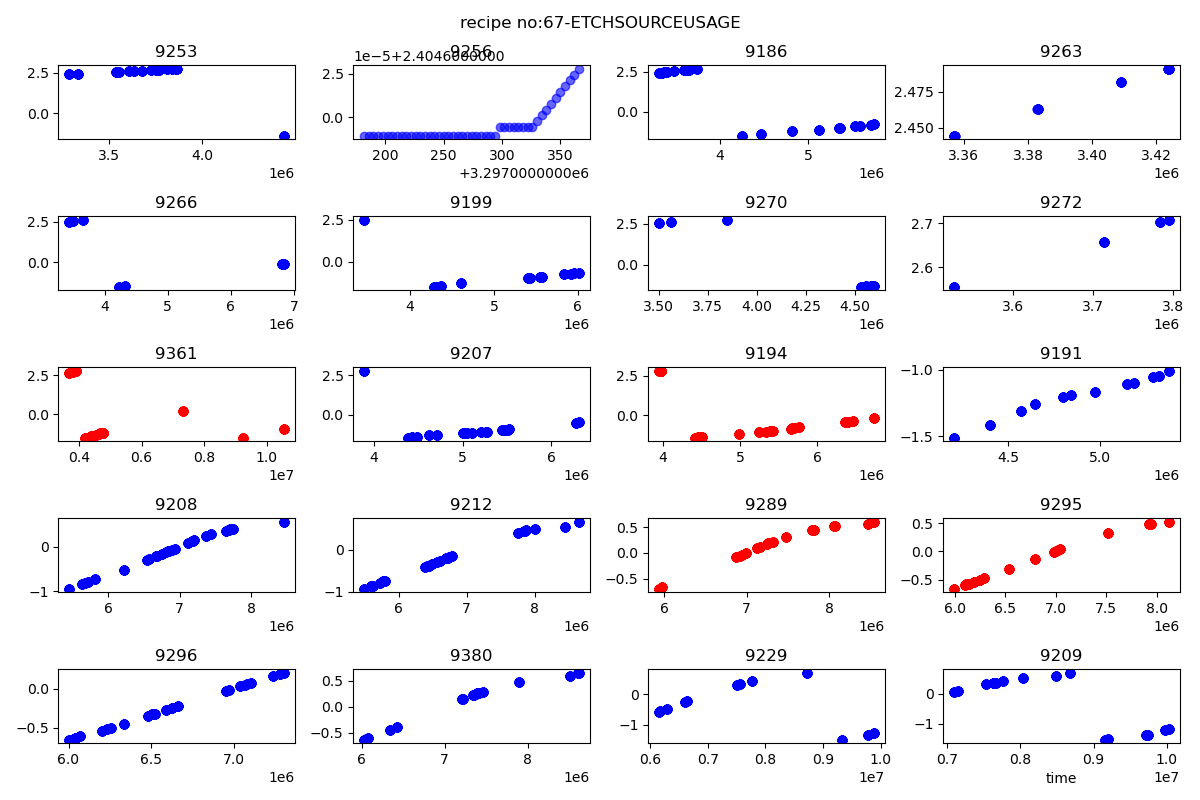 recipe no:67-ETCHSOURCEUSAGE
9253 9256 9186 9263
1e-5+2.4046000000
2.5 2.5 2.5 2.475
0.0 0.0 0.0 2.450
3.5 4.0 200 250 300 350 4 5 3.36 3.38 3.40 3.42
1e6 +3.2970000000e6 1e6 1e6
9266 9199 9270 9272
2.5 2.5 2.5 2.7
0.0 0.0 0.0 2.6
4 5 6 7 4 5 6 3.50 3.75 4.00 4.25 4.50 3.6 3.7 3.8
1e6 1e6 1e6 1e6
9361 9207 9194 9191
2.5 2.5 2.5 −1.0
0.0 0.0 0.0 −1.5
0.4 0.6 0.8 1.0 4 5 6 4 5 6 4.5 5.0
1e7 1e6 1e6 1e6
9208 9212 9289 9295
0 0 0.5 0.5
0.0 0.0
−1 −1 −0.5 −0.5
6 7 8 6 7 8 6 7 8 6.0 6.5 7.0 7.5 8.0
1e6 1e6 1e6 1e6
9296 9380 9229 9209
0.0 0.5 0 0
0.0
−0.5 −0.5 −1 −1
6.0 6.5 7.0 6 7 8 0.6 0.7 0.8 0.9 1.0 0.7 0.8 0.9 1.0
1e6 1e6 1e7 time 1e7